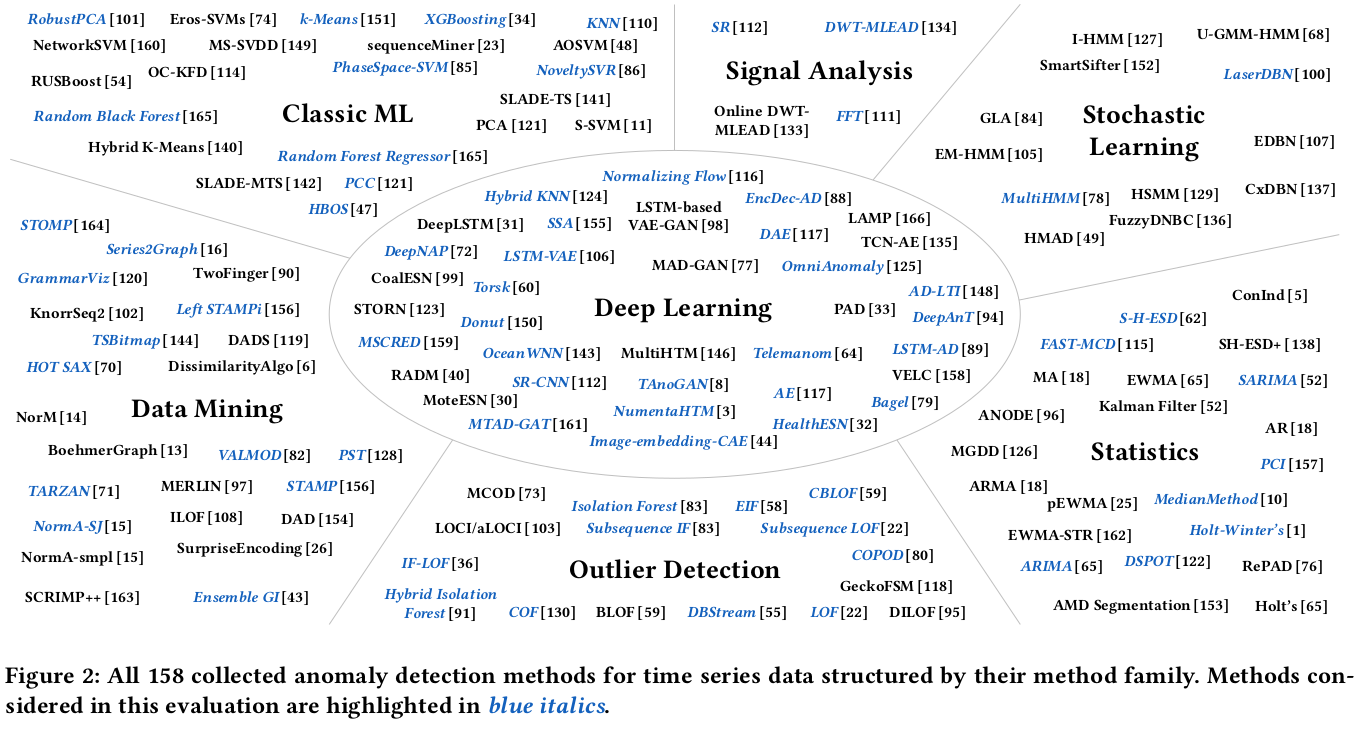 RobustPCA [101] Eros-SVMs [74] k-Means [151] XGBoosting [34] KNN [110]
NetworkSVM [160] MS-SVDD [149] sequenceMiner [23] AOSVM [48]
RUSBoost [54] OC-KFD [114] PhaseSpace-SVM [85] NoveltySVR [86]
SLADE-TS [141]
Classic ML
Random Black Forest [165] PCA [121] S-SVM [11]
Hybrid K-Means [140] Random Forest Regressor [165]
SLADE-MTS [142] PCC [121]
HBOS [47]
SR [112] DWT-MLEAD [134]
Signal Analysis
Online DWT-
MLEAD [133]
FFT [111]
I-HMM [127] U-GMM-HMM [68]
SmartSifter [152] LaserDBN [100]
GLA [84]
Stochastic
Learning
EM-HMM [105] EDBN [107]
MultiHMM [78] HSMM [129] CxDBN [137]
FuzzyDNBC [136]
HMAD [49]
STOMP [164]
Series2Graph [16]
GrammarViz [120] TwoFinger [90]
KnorrSeq2 [102] Left STAMPi [156]
TSBitmap [144] DADS [119]
HOT SAX [70] DissimilarityAlgo [6]
NorM [14]
Data Mining
BoehmerGraph [13] VALMOD [82] PST [128]
TARZAN [71] MERLIN [97] STAMP [156]
NormA-SJ [15] ILOF [108] DAD [154]
NormA-smpl [15] SurpriseEncoding [26]
SCRIMP++ [163] Ensemble GI [43]
Normalizing Flow [116]
Hybrid KNN [124] EncDec-AD [88]
LSTM-based
VAE-GAN [98]
DeepLSTM [31] SSA [155] LAMP [166]
DAE [117] TCN-AE [135]
DeepNAP [72] LSTM-VAE [106] MAD-GAN [77] OmniAnomaly [125]
CoalESN [99] Torsk [60] AD-LTI [148]
STORN [123]
Deep Learning
PAD [33] DeepAnT [94]
Donut [150]
MSCRED [159] OceanWNN [143] MultiHTM [146] Telemanom [64] LSTM-AD [89]
RADM [40] SR-CNN [112] TAnoGAN [8] VELC [158]
MoteESN [30] AE [117] Bagel [79]
NumentaHTM [3]
MTAD-GAT [161] HealthESN [32]
Image-embedding-CAE [44]
MCOD [73] Isolation Forest [83] EIF [58] CBLOF [59]
LOCI/aLOCI [103] Subsequence IF [83] Subsequence LOF [22]
IF-LOF [36] COPOD [80]
Outlier Detection
GeckoFSM [118]
Hybrid Isolation
Forest [91]
COF [130] BLOF [59] DBStream [55] LOF [22] DILOF [95]
ConInd [5]
S-H-ESD [62]
FAST-MCD [115] SH-ESD+ [138]
MA [18] EWMA [65] SARIMA [52]
ANODE [96] Kalman Filter [52]
AR [18]
MGDD [126]
Statistics
PCI [157]
ARMA [18] pEWMA [25] MedianMethod [10]
EWMA-STR [162] Holt-Winter's [1]
ARIMA [65] DSPOT [122] RePAD [76]
AMD Segmentation [153] Holt's [65]
Figure 2: All 158 collected anomaly detection methods for time series data structured by their method family. Methods con-
sidered in this evaluation are highlighted in blue italics.